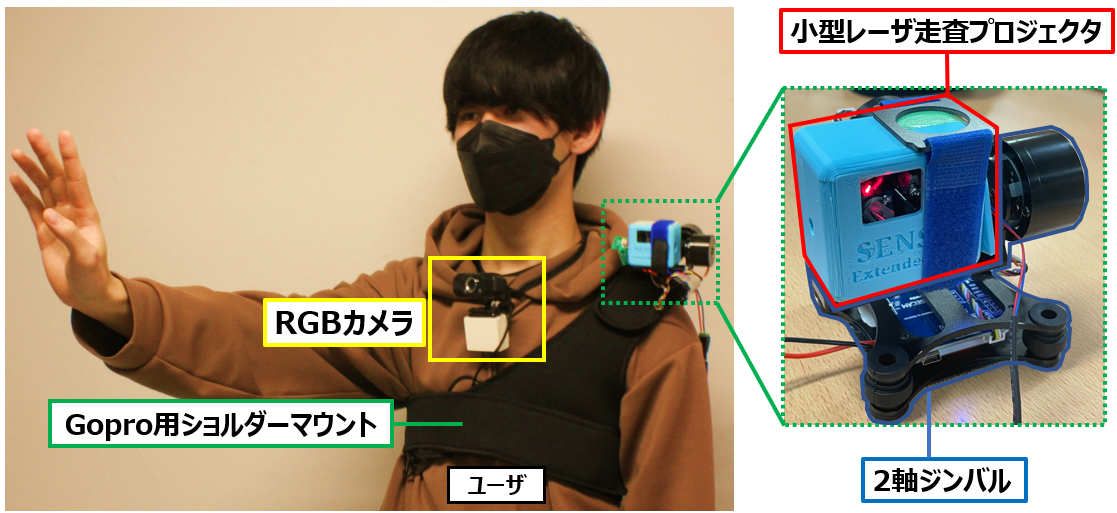 小型レーザ走査プロジェクタ
RGBカメラ
Gopro用ショルダーマウント
ユーザ
SENS
Extende
2軸ジンバル